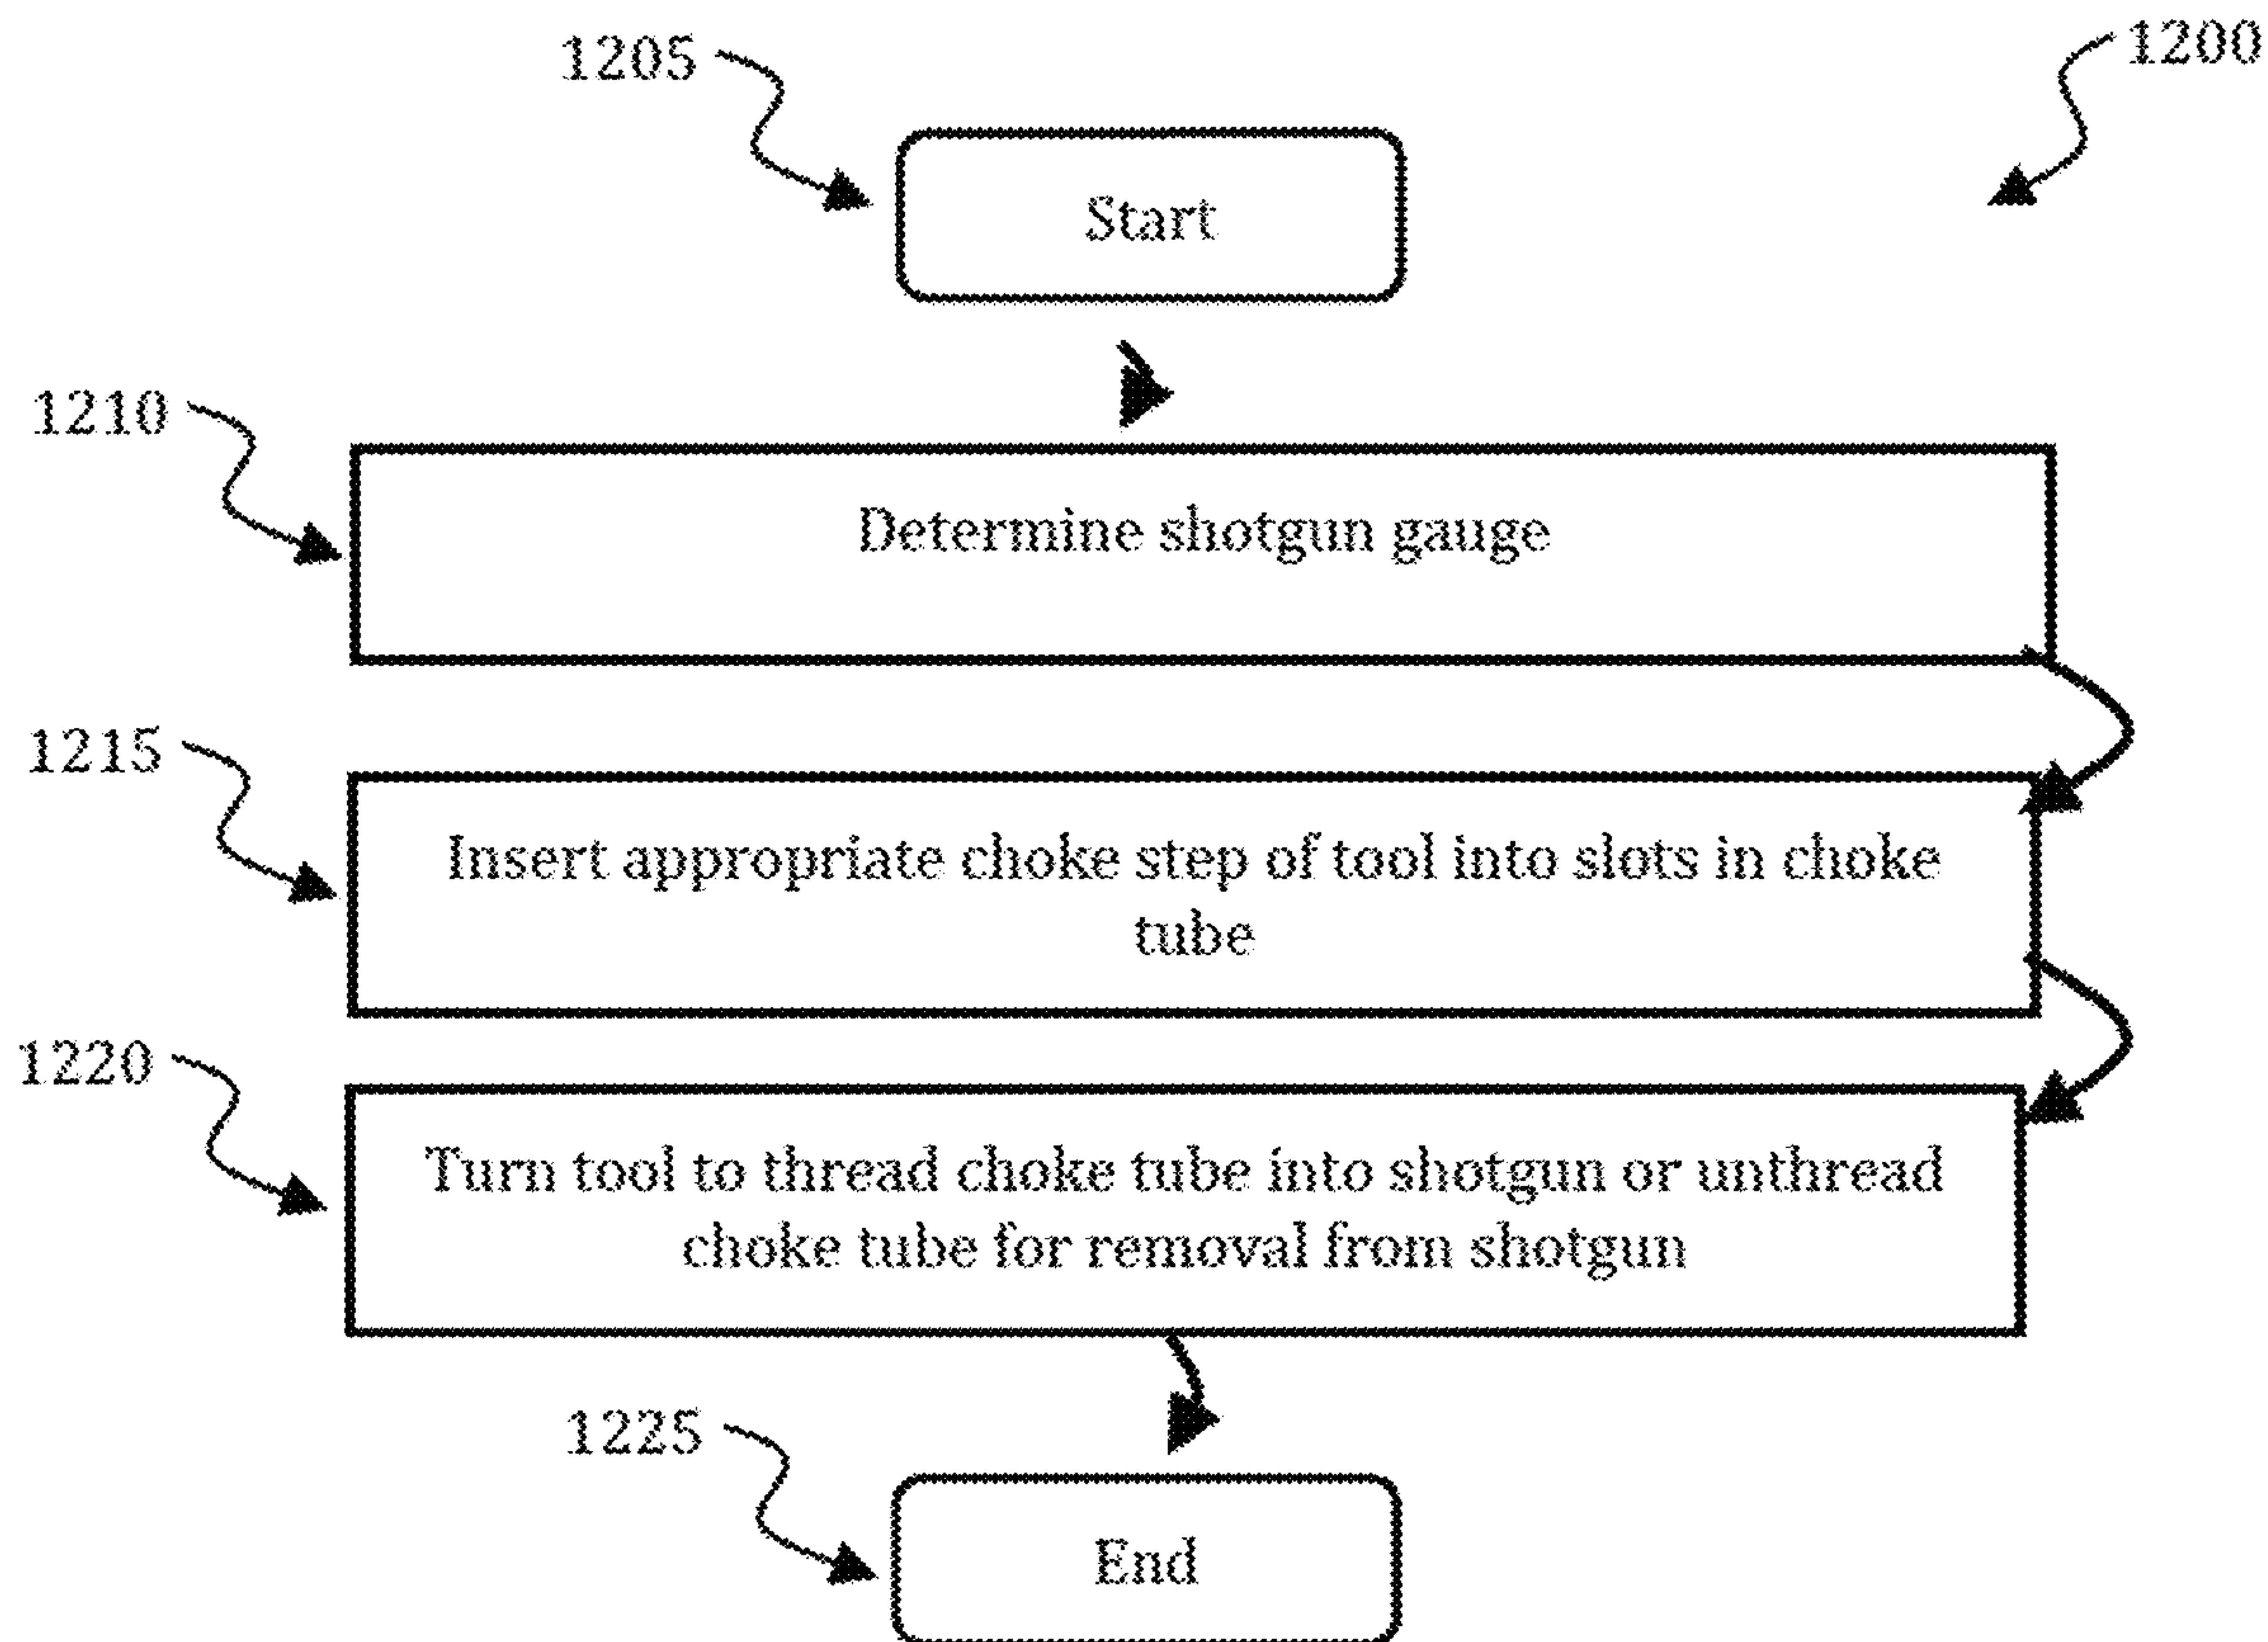 1205
1200
Start
1210
Determine shotgun gauge
1215
Insert appropriate choke step of tool into slots in choke
tube
1220
Turn tool to thread choke tube into shotgun or unthread
choke tube for removal from shotgun
1225
End